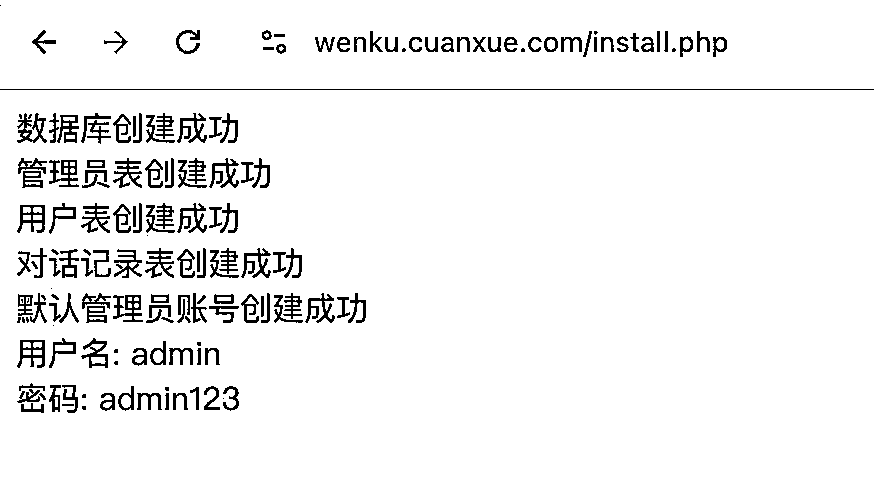 wenku.cuanxue.com/install.php
数据库创建成功
管理员表创建成功
用户表创建成功
对话记录表创建成功
默认管理员账号创建成功
用户名: admin
密码: admin123